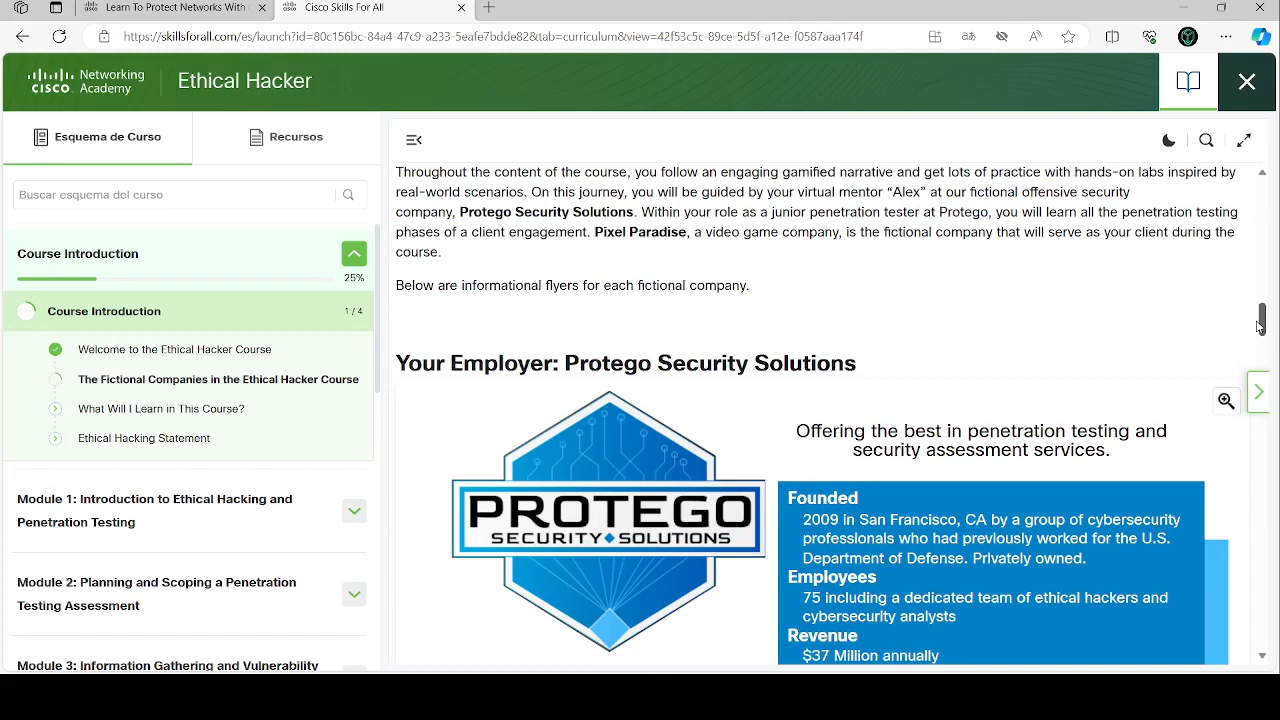 Learn To Protect Networks With
Cisco Skills For All
https://skillsforall.com/es/launch?id=80c156bc-84a4-47c9-a233-5eafe7bdde82&tab=curriculum&view=42f53c5c-89ce-5d5f-a12e-f0587aaa174f
Networking
CISCO Academy
Ethical Hacker
Esquema de Curso
Recursos
Buscar esquema del curso
Course Introduction
25%
Course Introduction
1 / 4
Welcome to the Ethical Hacker Course
The Fictional Companies in the Ethical Hacker Course
What Will I Learn in This Course?
Ethical Hacking Statement
Module 1: Introduction to Ethical Hacking and
Penetration Testing
Module 2: Planning and Scoping a Penetration
Testing Assessment
Module 3: Information Gathering and Vulnerability
Throughout the content of the course, you follow an engaging gamified narrative and get lots of practice with hands-on labs inspired by
real-world scenarios. On this journey, you will be guided by your virtual mentor “Alex” at our fictional offensive security
company, Protego Security Solutions. Within your role as a junior penetration tester at Protego, you will learn all the penetration testing
phases of a client engagement. Pixel Paradise, a video game company, is the fictional company that will serve as your client during the
course.
Below are informational flyers for each fictional company.
Your Employer: Protego Security Solutions
PROTEGO
SECURITY SOLUTIONS
Offering the best in penetration testing and
security assessment services.
Founded
2009 in San Francisco, CA by a group of cybersecurity
professionals who had previously worked for the U.S.
Department of Defense. Privately owned.
Employees
75 including a dedicated team of ethical hackers and
cybersecurity analysts
Revenue
$37 Million annually